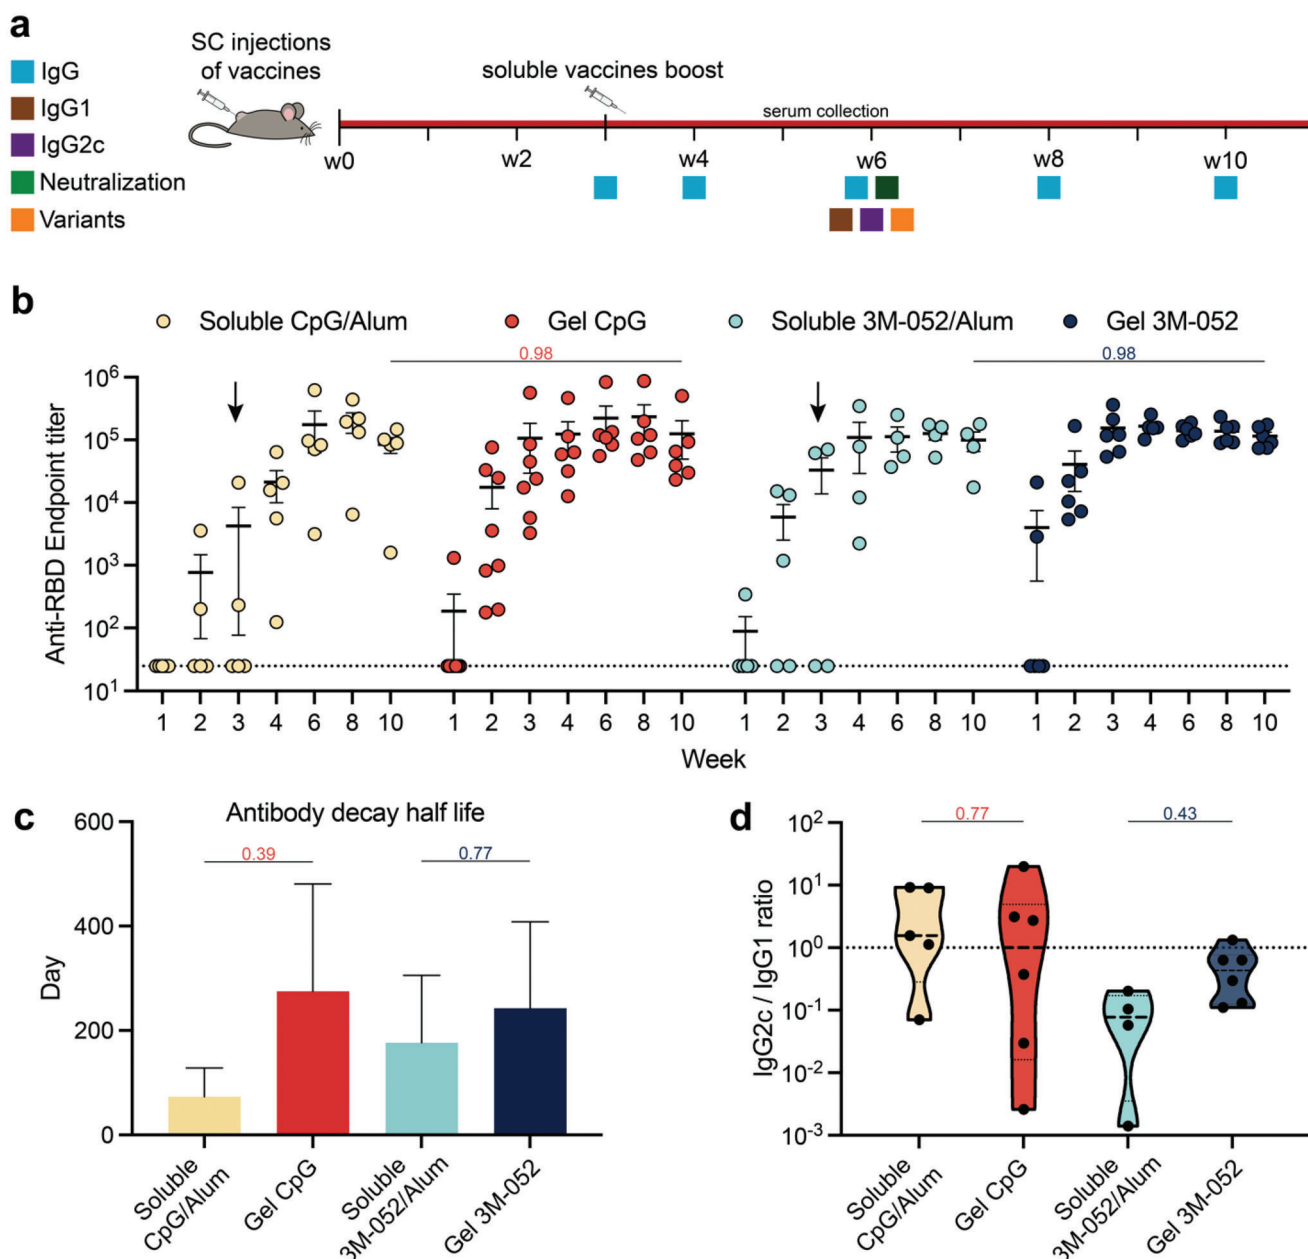 a
SC injections
of vaccines
IgG
IgG1
IgG2c
Neutralization
Variants
soluble vaccines boost
serum collection
w0 w2 w4 w6 w8 w10
b
Soluble CpG/Alum Gel CpG Soluble 3M-052/Alum Gel 3M-052
0.98 0.98
Anti-RBD Endpoint titer
10⁶
10⁵
10⁴
10³
10²
10¹
1 2 3 4 6 8 10 1 2 3 4 6 8 10 1 2 3 4 6 8 10 1 2 3 4 6 8 10
Week
c
Antibody decay half life
Day
600
400
200
0
0.39 0.77
Soluble
CpG/Alum
Gel CpG
Soluble
3M-052/Alum
Gel 3M-052
d
IgG2c / IgG1 ratio
10²
10¹
10⁰
10⁻¹
10⁻²
10⁻³
0.77 0.43
Soluble
CpG/Alum
Gel CpG
Soluble
3M-052/Alum
Gel 3M-052